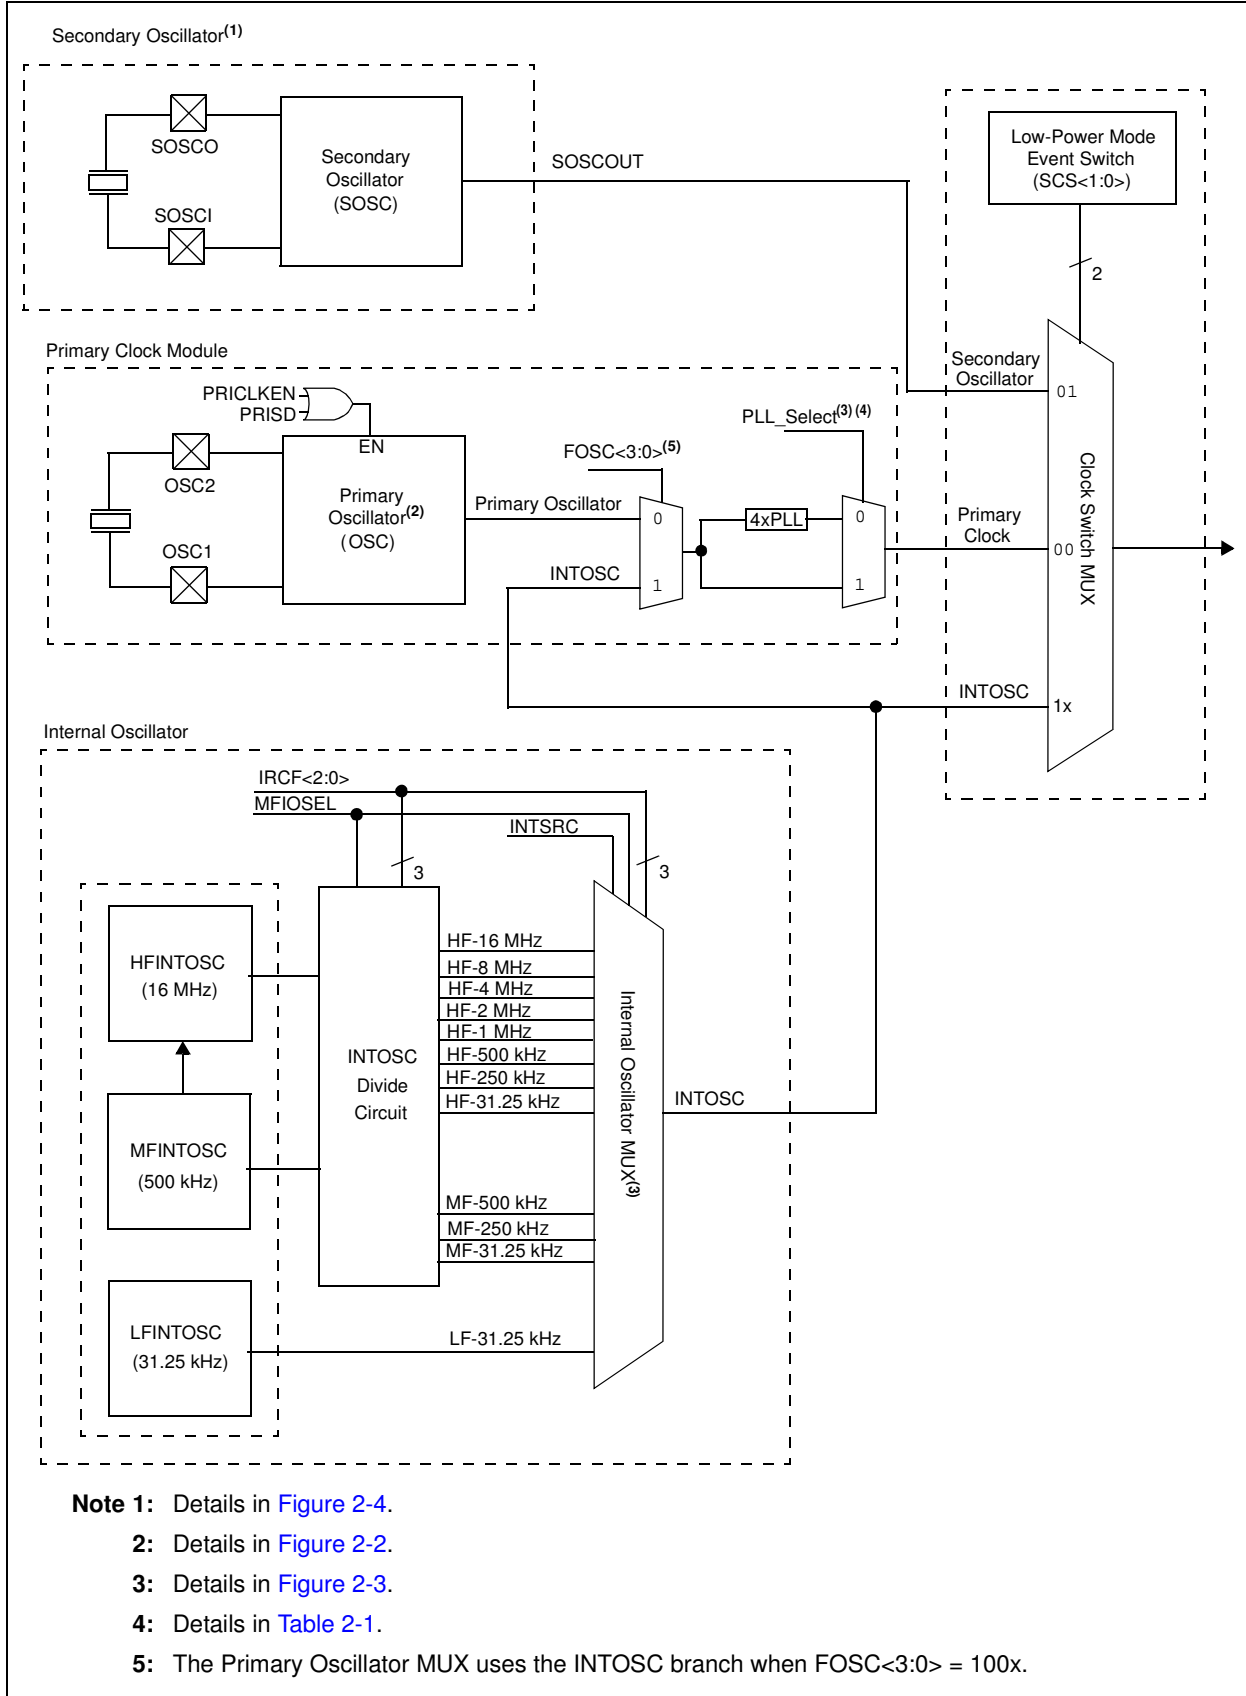 Secondary Oscillator(1)
SOSCO
SOSCI
Secondary
Oscillator
(SOSC)
SOSCOUT
Low-Power Mode
Event Switch
(SCS<1:0>)
2
Secondary
Oscillator
01
Primary
Clock
00
INTOSC
1x
Clock Switch MUX
Primary Clock Module
PRICLKEN
PRISD
EN
OSC2
OSC1
Primary
Oscillator(2)
(OSC)
Primary Oscillator
FOSC<3:0>(5)
0
1
INTOSC
PLL_Select(3) (4)
4xPLL
0
1
Internal Oscillator
IRCF<2:0>
MFIOSEL
INTSRC
3
3
HFINTOSC
(16 MHz)
MFINTOSC
(500 kHz)
LFINTOSC
(31.25 kHz)
INTOSC
Divide
Circuit
HF-16 MHZ
HF-8 MHZ
HF-4 MHZ
HF-2 MHZ
HF-1 MHZ
HF-500 kHZ
HF-250 kHZ
HF-31.25 kHZ
MF-500 kHZ
MF-250 kHZ
MF-31.25 kHZ
LF-31.25 kHz
Internal Oscillator MUX(3)
INTOSC
Note 1: Details in Figure 2-4.
2: Details in Figure 2-2.
3: Details in Figure 2-3.
4: Details in Table 2-1.
5: The Primary Oscillator MUX uses the INTOSC branch when FOSC<3:0> = 100x.